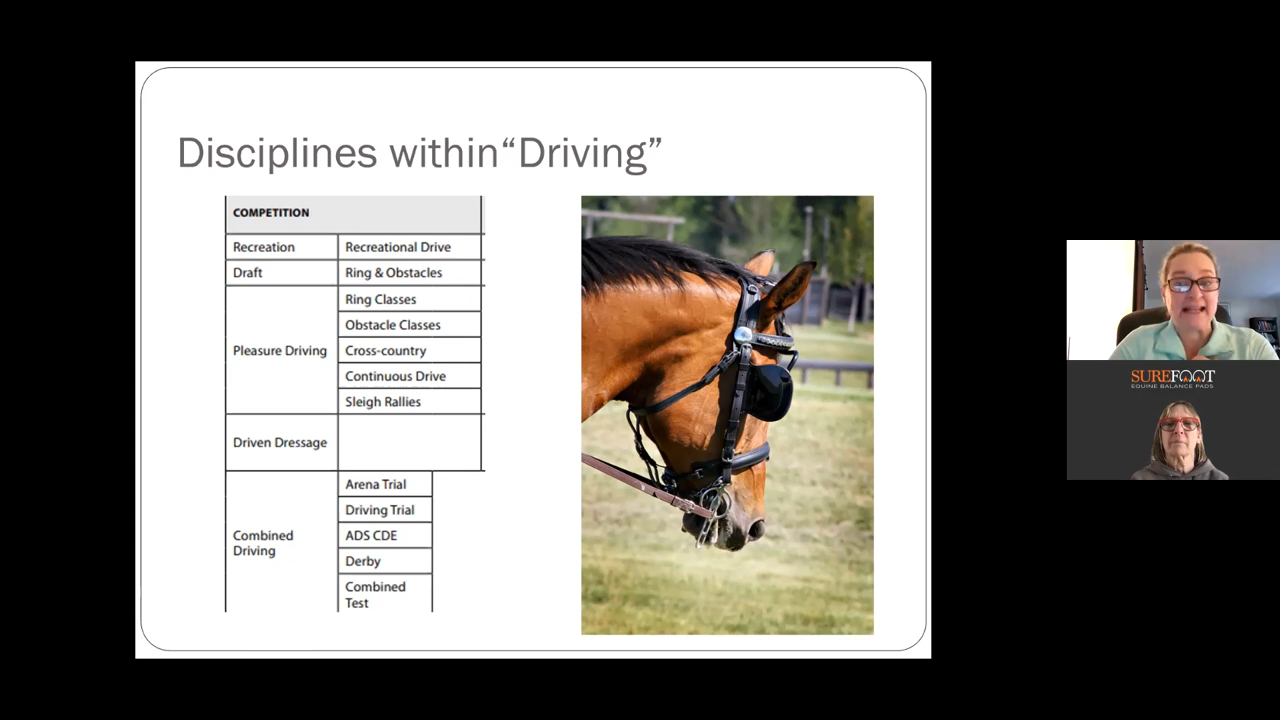 Disciplines within“Driving”
COMPETITION
Recreation
Recreational Drive
Draft
Ring & Obstacles
Pleasure Driving
Ring Classes
Obstacle Classes
Cross-country
Continuous Drive
Sleigh Rallies
Driven Dressage
Combined
Driving
Arena Trial
Driving Trial
ADS CDE
Derby
Combined
Test
SUREFOOT
EQUINE BALANCE PADS